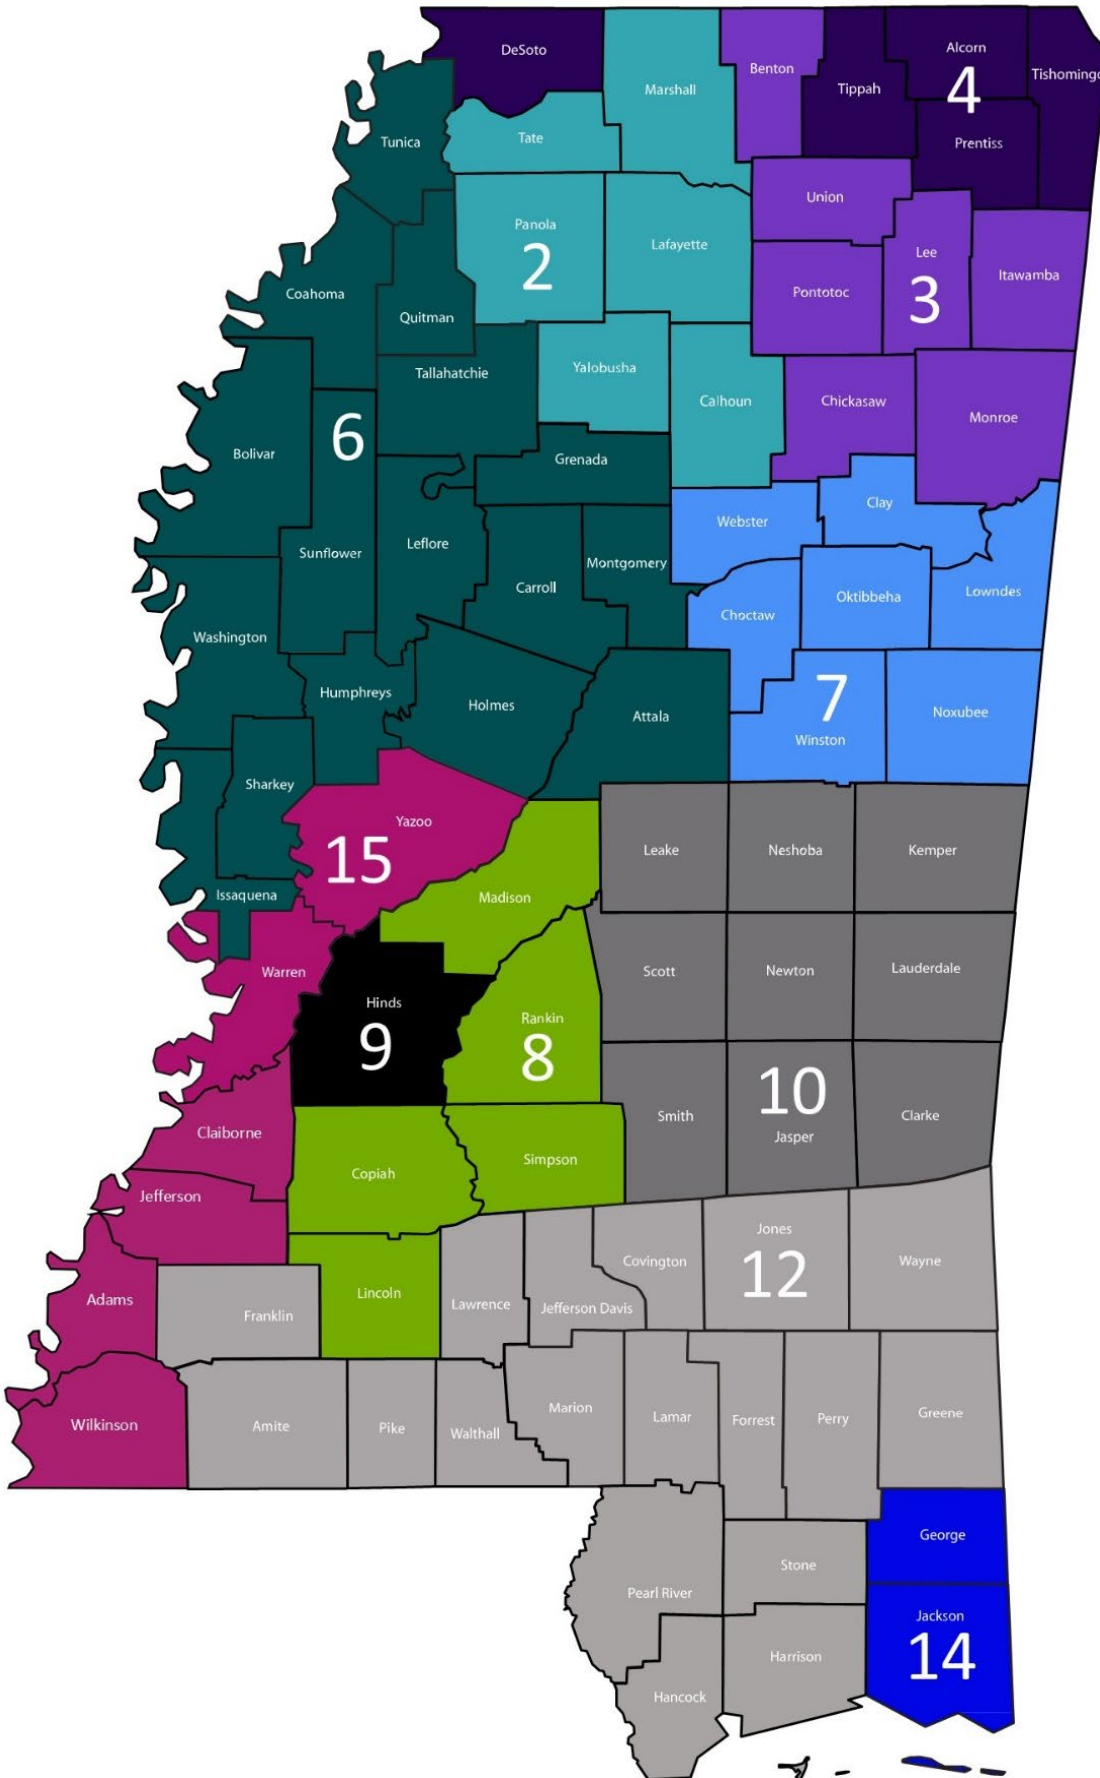 DeSoto
Marshall
Benton
Tippah
Alcorn
4
Tishomingo
Prentiss
Tunica
Tate
Panola
2
Lafayette
Union
Lee
3
Itawamba
Pontotoc
Coahoma
Quitman
Tallahatchie
Yalobusha
Calhoun
Chickasaw
Monroe
Bolivar
6
Sunflower
Grenada
Leflore
Carroll
Montgomery
Webster
Clay
Choctaw
Oktibbeha
Lowndes
Washington
Humphreys
Holmes
Attala
7
Winston
Noxubee
Sharkey
Issaquena
Yazoo
15
Madison
Leake
Neshoba
Kemper
Warren
Hinds
9
Rankin
8
Scott
Newton
Lauderdale
Smith
10
Jasper
Clarke
Claiborne
Copiah
Simpson
Jefferson
Adams
Franklin
Lincoln
Lawrence
Jefferson Davis
Covington
Jones
12
Wayne
Wilkinson
Amite
Pike
Walthall
Marion
Lamar
Forrest
Perry
Greene
Pearl River
Stone
George
Hancock
Harrison
Jackson
14